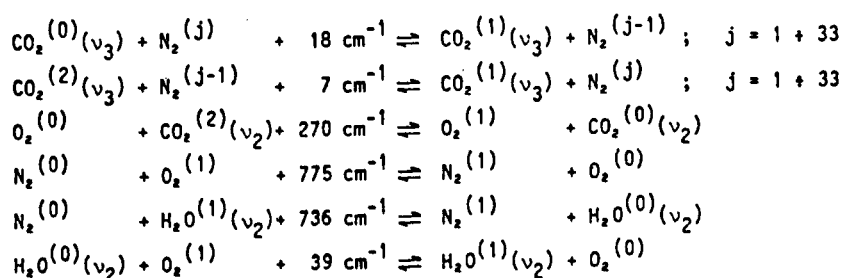 CO₂⁽⁰⁾(ν₃) + N₂⁽ʲ⁾ + 18 cm⁻¹ ⇌ CO₂⁽¹⁾(ν₃) + N₂⁽ʲ⁻¹⁾ ; j = 1 + 33
CO₂⁽²⁾(ν₃) + N₂⁽ʲ⁻¹⁾ + 7 cm⁻¹ ⇌ CO₂⁽¹⁾(ν₃) + N₂⁽ʲ⁾ ; j = 1 + 33
O₂⁽⁰⁾ + CO₂⁽²⁾(ν₂) + 270 cm⁻¹ ⇌ O₂⁽¹⁾ + CO₂⁽⁰⁾(ν₂)
N₂⁽⁰⁾ + O₂⁽¹⁾ + 775 cm⁻¹ ⇌ N₂⁽¹⁾ + O₂⁽⁰⁾
N₂⁽⁰⁾ + H₂O⁽¹⁾(ν₂) + 736 cm⁻¹ ⇌ N₂⁽¹⁾ + H₂O⁽⁰⁾(ν₂)
H₂O⁽⁰⁾(ν₂) + O₂⁽¹⁾ + 39 cm⁻¹ ⇌ H₂O⁽¹⁾(ν₂) + O₂⁽⁰⁾